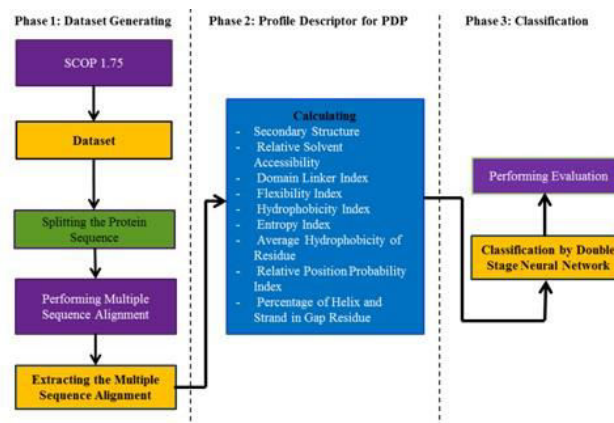 Phase 1: Dataset Generating
Phase 2: Profile Descriptor for PDP
Phase 3: Classification
SCOP 1.75
Dataset
Splitting the Protein
Sequence
Performing Multiple
Sequence Alignment
Extracting the Multiple
Sequence Alignment
Calculating
- Secondary Structure
- Relative Solvent
Accessibility
- Domain Linker Index
- Flexibility Index
- Hydrophobicity Index
- Entropy Index
- Average Hydrophobicity of
Residue
- Relative Position Probability
Index
- Percentage of Helix and
Strand in Gap Residue
Performing Evaluation
Classification by Double
Stage Neural Network